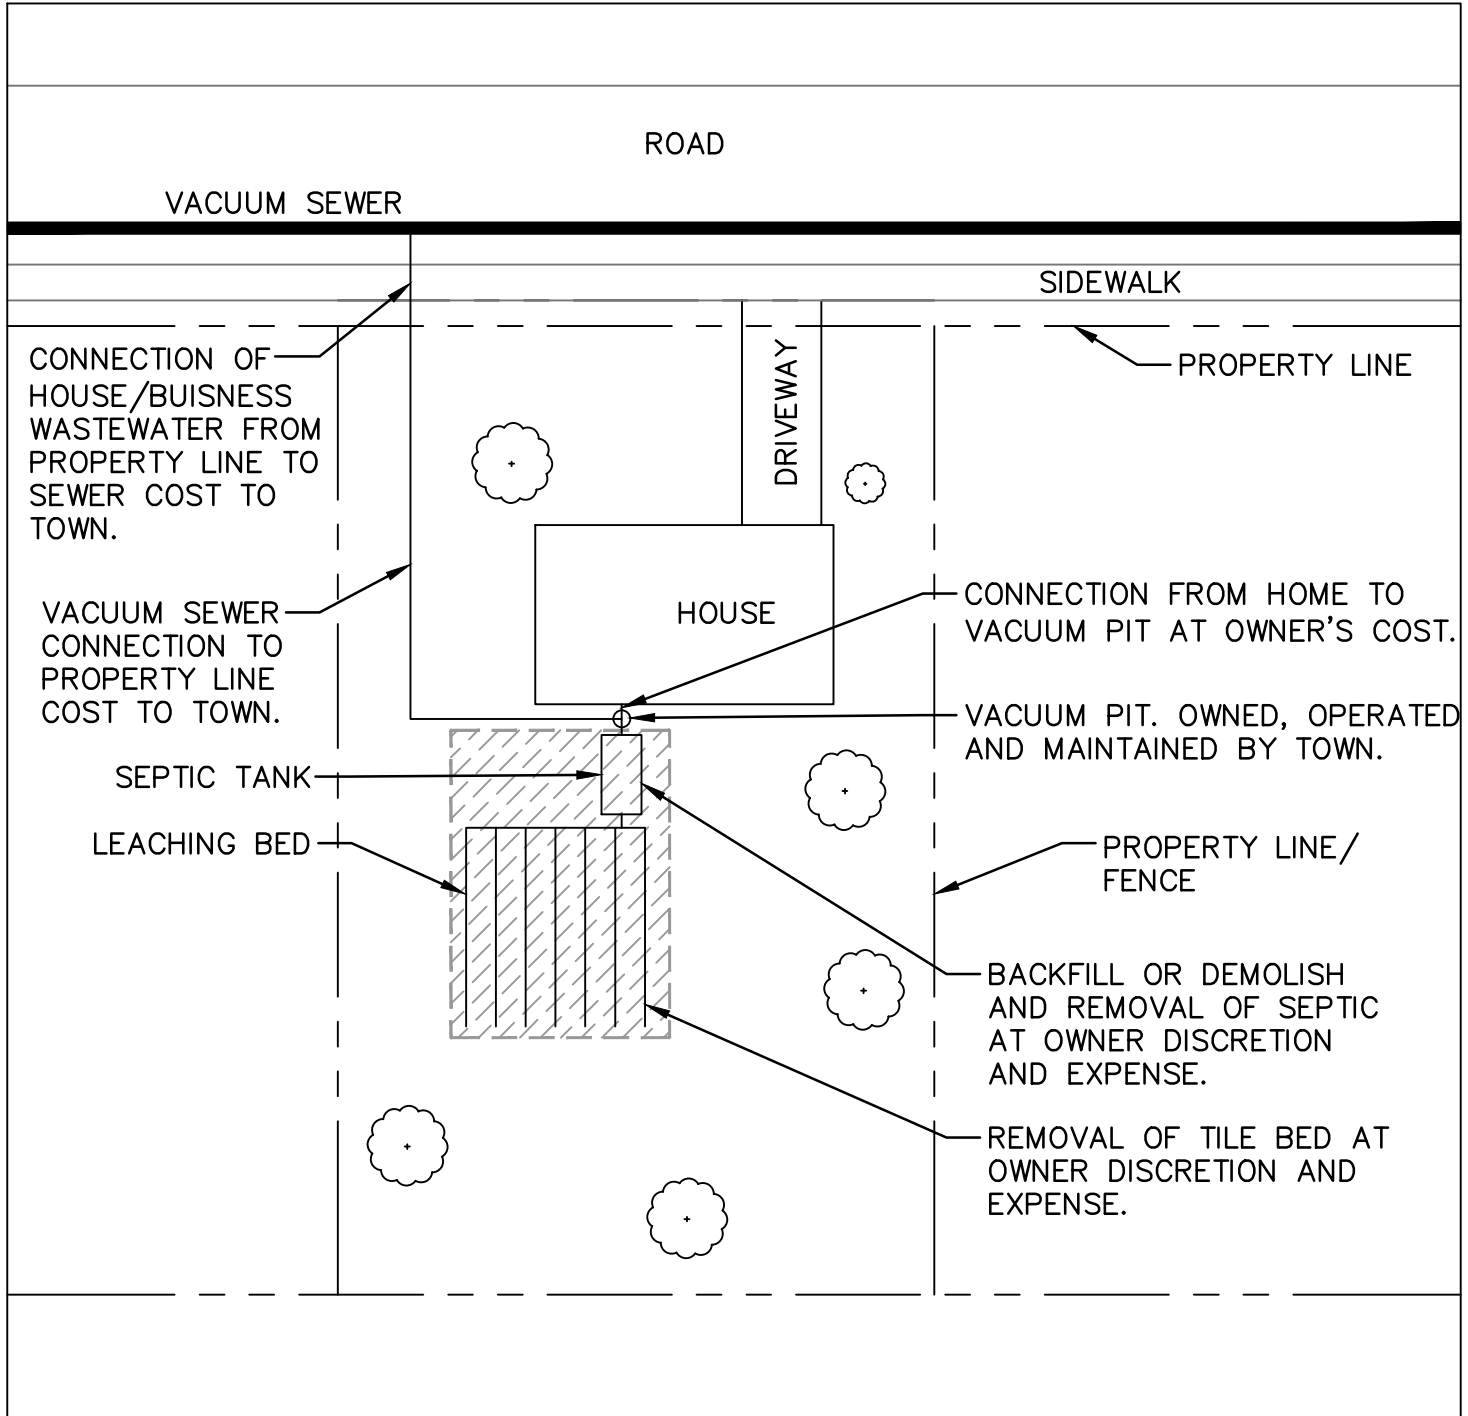 ROAD
VACUUM SEWER
SIDEWALK
CONNECTION OF
HOUSE/BUISNESS
WASTEWATER FROM
PROPERTY LINE TO
SEWER COST TO
TOWN.
DRIVEWAY
PROPERTY LINE
VACUUM SEWER
CONNECTION TO
PROPERTY LINE
COST TO TOWN.
HOUSE
CONNECTION FROM HOME TO
VACUUM PIT AT OWNER'S COST.
VACUUM PIT. OWNED, OPERATED
AND MAINTAINED BY TOWN.
SEPTIC TANK
LEACHING BED
PROPERTY LINE/
FENCE
BACKFILL OR DEMOLISH
AND REMOVAL OF SEPTIC
AT OWNER DISCRETION
AND EXPENSE.
REMOVAL OF TILE BED AT
OWNER DISCRETION AND
EXPENSE.